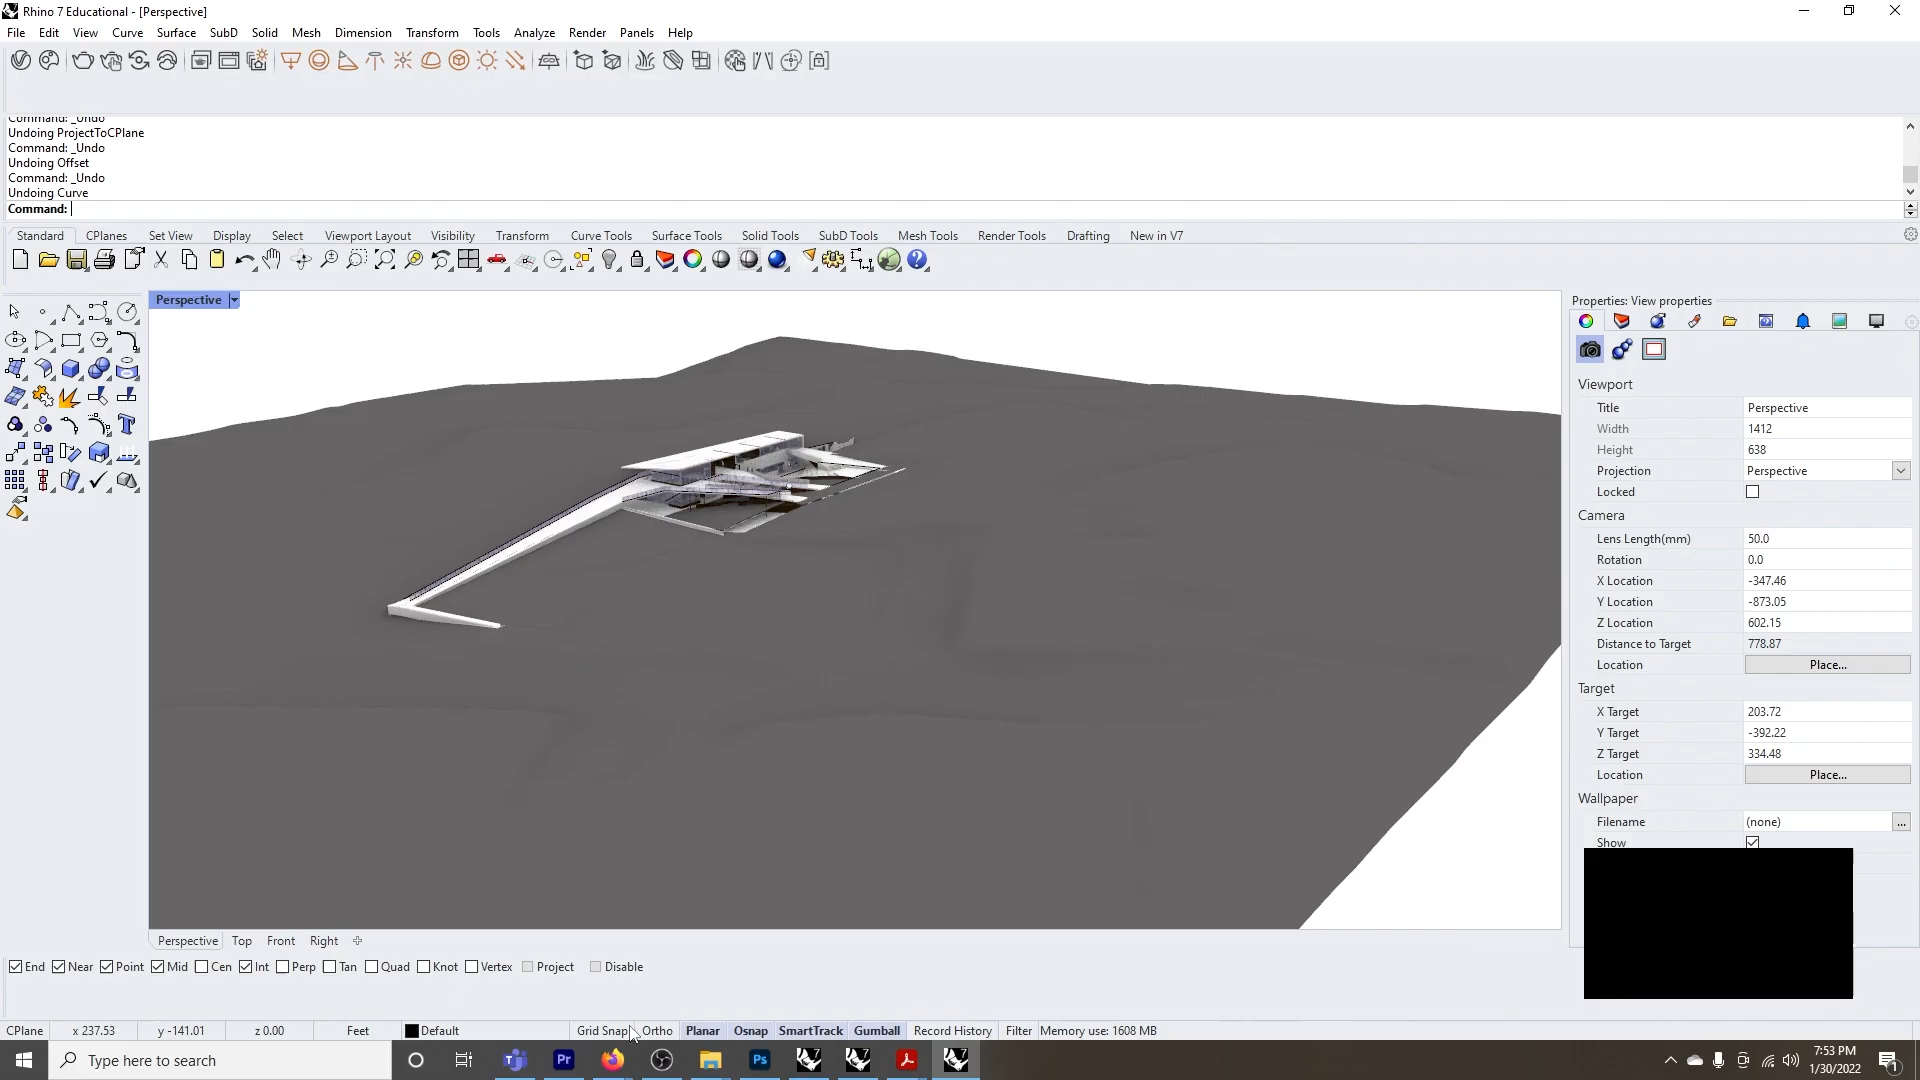 Rhino 7 Educational - [Perspective]
File Edit View Curve Surface SubD Solid Mesh Dimension Transform Tools Analyze Render Panels Help
Command: _Undo
Undoing ProjectToCPlane
Command: _Undo
Undoing Offset
Command: _Undo
Undoing Curve
Command:
Standard CPlanes Set View Display Select Viewport Layout Visibility Transform Curve Tools Surface Tools Solid Tools SubD Tools Mesh Tools Render Tools Drafting New in V7
Perspective
Properties: View properties
Viewport
Title Perspective
Width 1412
Height 638
Projection Perspective
Locked
Camera
Lens Length(mm) 50.0
Rotation 0.0
X Location -347.46
Y Location -873.05
Z Location 602.15
Distance to Target 778.87
Location Place...
Target
X Target 203.72
Y Target -392.22
Z Target 334.48
Location Place...
Wallpaper
Filename (none) ...
Show
Perspective Top Front Right
End Near Point Mid Cen Int Perp Tan Quad Knot Vertex Project Disable
CPlane x 237.53 y -141.01 z 0.00 Feet Default Grid Snap Ortho Planar Osnap SmartTrack Gumball Record History Filter Memory use: 1608 MB
Type here to search
Pr
Ps
7
7
7
7:53 PM
1/30/2022
1